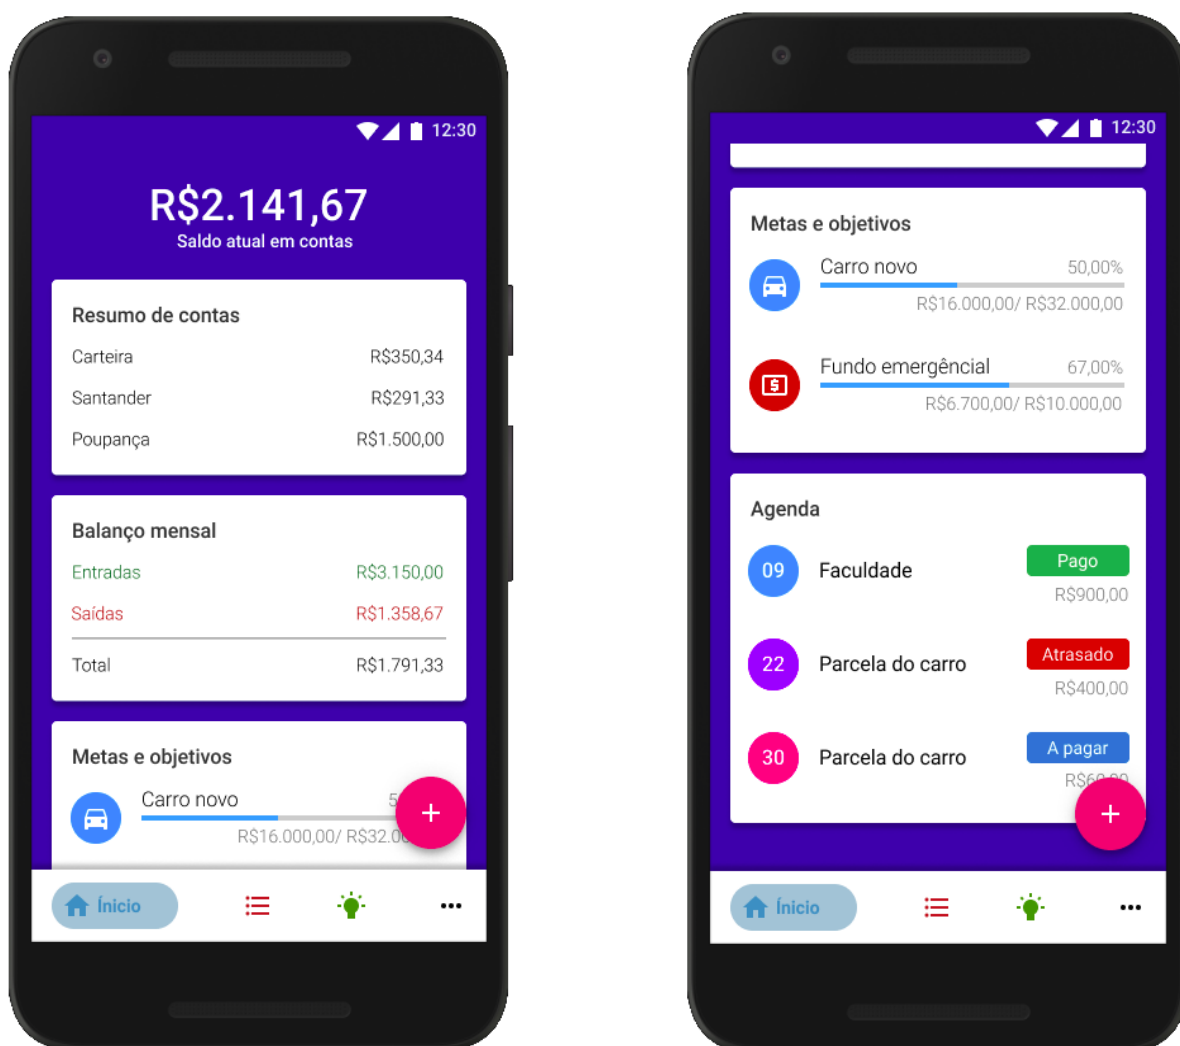 12:30
R$2.141,67
Saldo atual em contas
Resumo de contas
Carteira R$350,34
Santander R$291,33
Poupança R$1.500,00
Balanço mensal
Entradas R$3.150,00
Saídas R$1.358,67
Total R$1.791,33
Metas e objetivos
Carro novo
R$16.000,00/
Ínicio
12:30
Metas e objetivos
Carro novo 50,00%
R$16.000,00/ R$32.000,00
Fundo emergêncial 67,00%
R$6.700,00/ R$10.000,00
Agenda
09 Faculdade Pago
R$900,00
22 Parcela do carro Atrasado
R$400,00
30 Parcela do carro A pagar
Ínicio